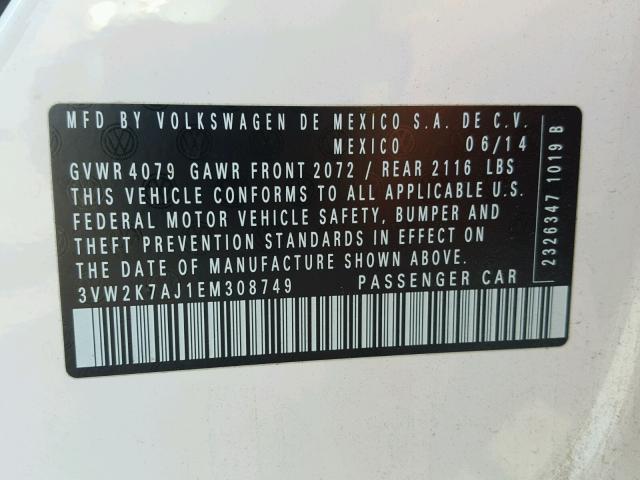 MFD BY VOLKSWAGEN DE MEXICO S.A. DE C.V.
MEXICO 06/14
GVWR 4079 GAWR FRONT 2072 / REAR 2116 LBS
THIS VEHICLE CONFORMS TO ALL APPLICABLE U.S.
FEDERAL MOTOR VEHICLE SAFETY, BUMPER AND
THEFT PREVENTION STANDARDS IN EFFECT ON
THE DATE OF MANUFACTURE SHOWN ABOVE.
3VW2K7AJ1EM308749 PASSENGER CAR
2326347 1019 B